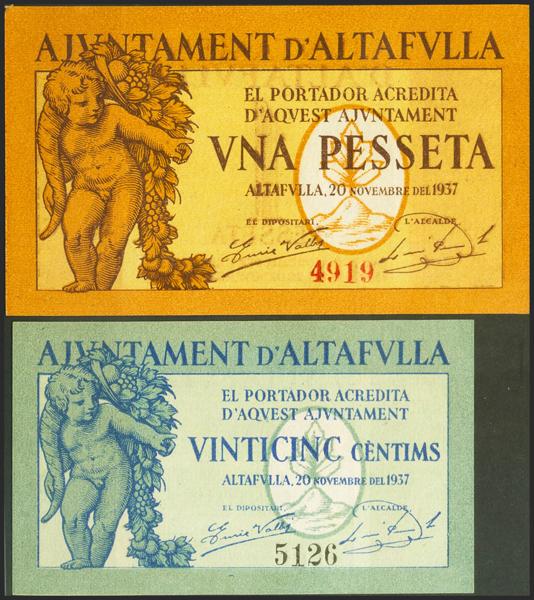 AJVNTAMENT D'ALTAFVLLA
EL PORTADOR ACREDITA
D'AQVEST AJVNTAMENT
VNA PESSETA
ALTAFVLLA, 20 NOVEMBRE DEL 1937
EL DIPOSITARI, L'ALCALDE,
4919
AJVNTAMENT D'ALTAFVLLA
EL PORTADOR ACREDITA
D'AQVEST AJVNTAMENT
VINTICINC CÈNTIMS
ALTAFVLLA, 20 NOVEMBRE DEL 1937
EL DIPOSITARI, L'ALCALDE,
5126